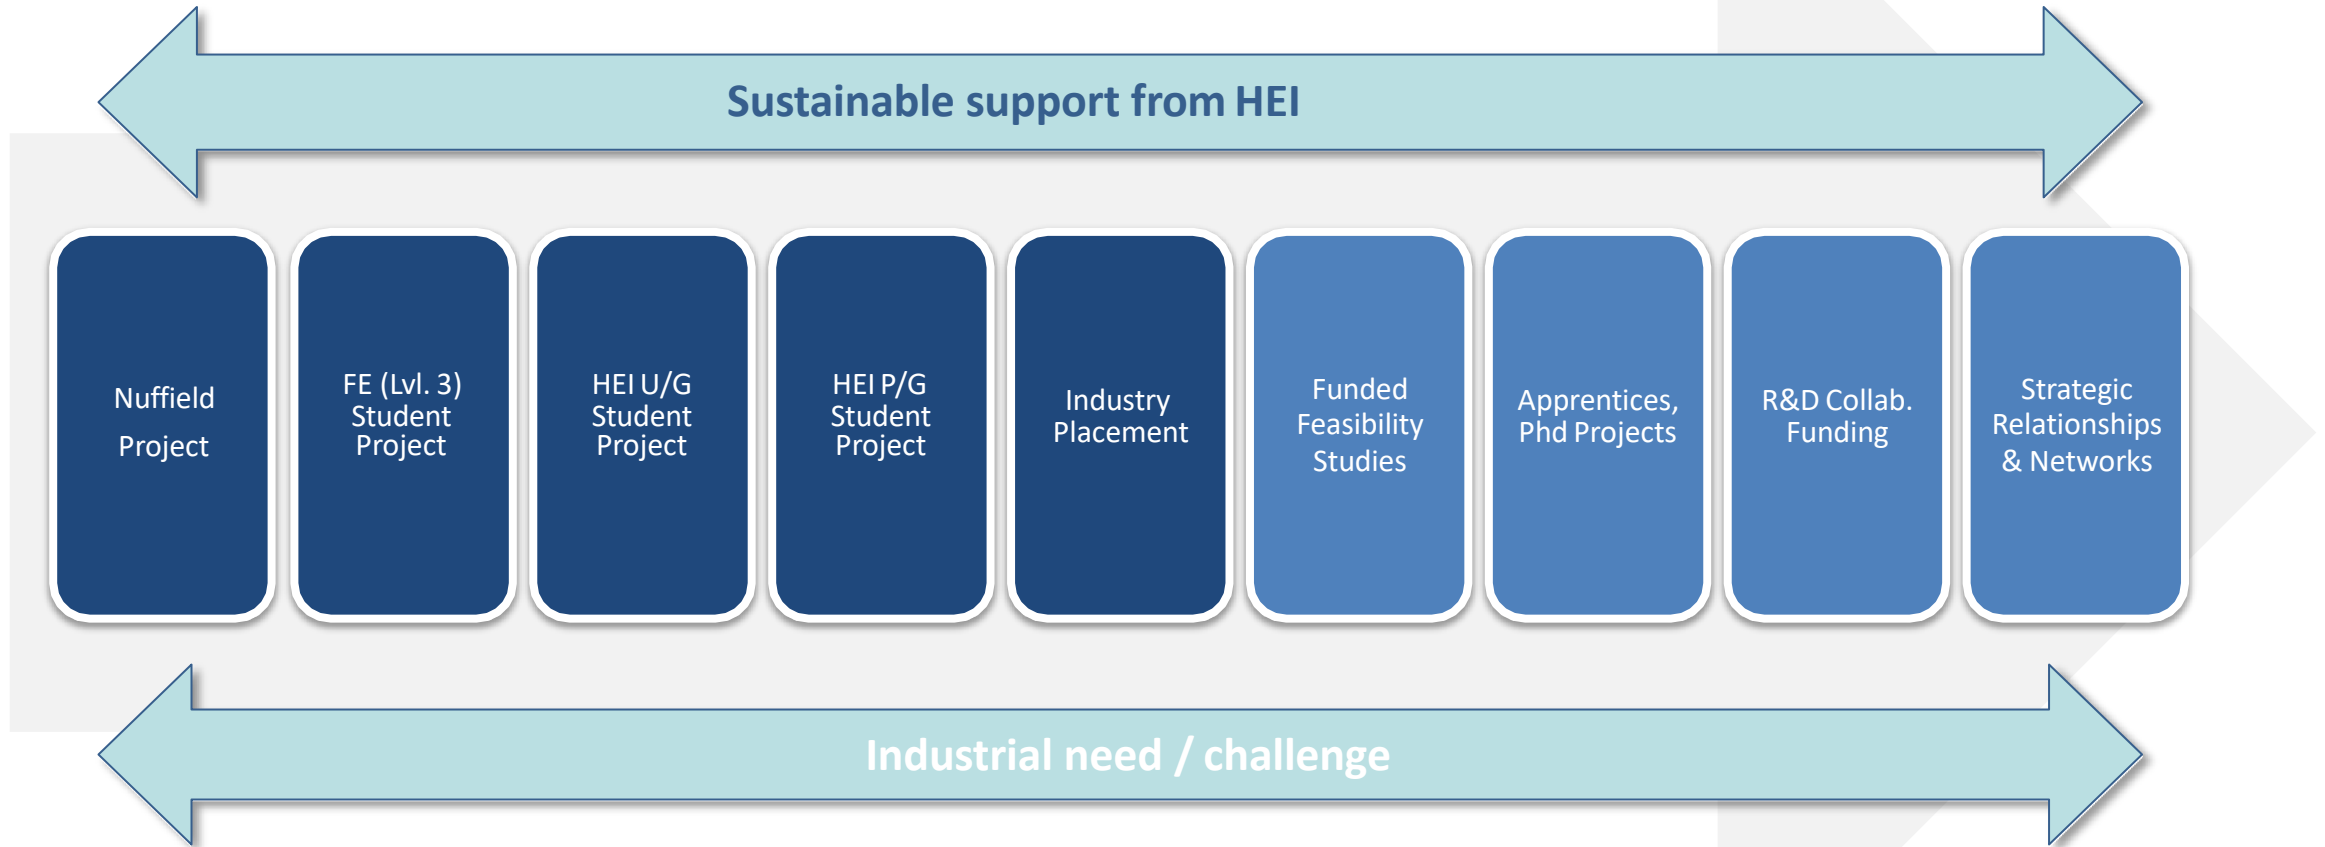 Sustainable support from HEI
Nuffield
Project
FE (Lvl. 3)
Student
Project
HEI U/G
Student
Project
HEI P/G
Student
Project
Industry
Placement
Funded
Feasibility
Studies
Apprentices,
Phd Projects
R&D Collab.
Funding
Strategic
Relationships
& Networks
Industrial need / challenge